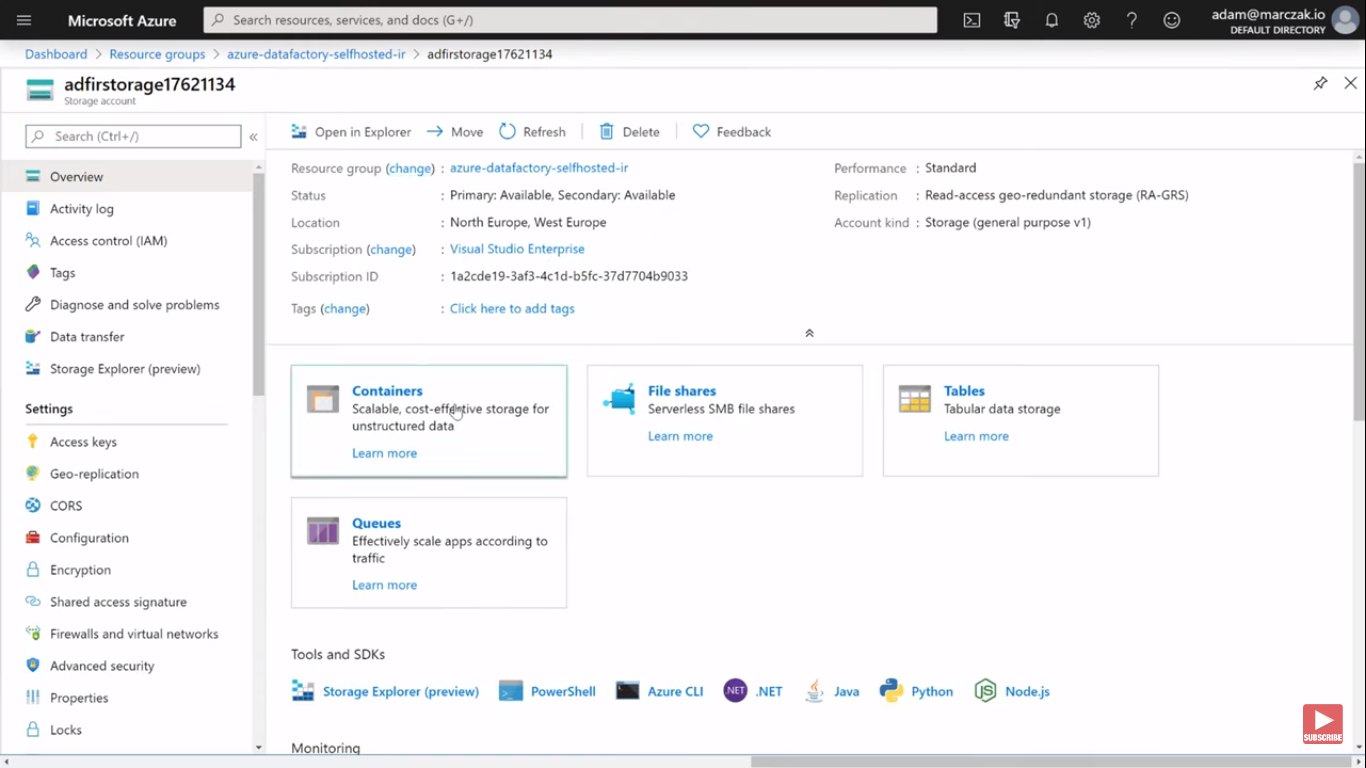 Microsoft Azure
Search resources, services, and docs (G+/)
adam@marczak.io
DEFAULT DIRECTORY
Dashboard > Resource groups > azure-datafactory-selfhosted-ir > adfirstorage17621134
adfirstorage17621134
Storage account
Search (Ctrl+/)
Overview
Activity log
Access control (IAM)
Tags
Diagnose and solve problems
Data transfer
Storage Explorer (preview)
Settings
Access keys
Geo-replication
CORS
Configuration
Encryption
Shared access signature
Firewalls and virtual networks
Advanced security
Properties
Locks
Open in Explorer Move Refresh Delete Feedback
Resource group (change) : azure-datafactory-selfhosted-ir
Status : Primary: Available, Secondary: Available
Location : North Europe, West Europe
Subscription (change) : Visual Studio Enterprise
Subscription ID : 1a2cde19-3af3-4c1d-b5fc-37d7704b9033
Tags (change) : Click here to add tags
Performance : Standard
Replication : Read-access geo-redundant storage (RA-GRS)
Account kind : Storage (general purpose v1)
Containers
Scalable, cost-effective storage for
unstructured data
Learn more
File shares
Serverless SMB file shares
Learn more
Tables
Tabular data storage
Learn more
Queues
Effectively scale apps according to
traffic
Learn more
Tools and SDKs
Storage Explorer (preview) PowerShell Azure CLI .NET .NET Java Python Node.js
Monitoring
SUBSCRIBE